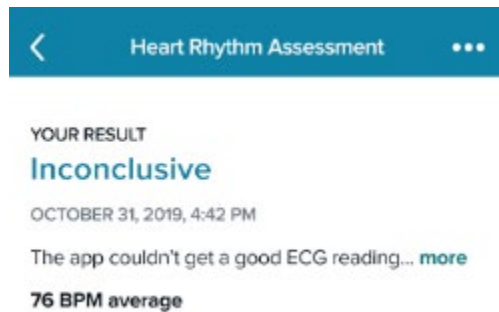 Heart Rhythm Assessment
YOUR RESULT
Inconclusive
OCTOBER 31, 2019, 4:42 PM
The app couldn't get a good ECG reading... more
76 BPM average